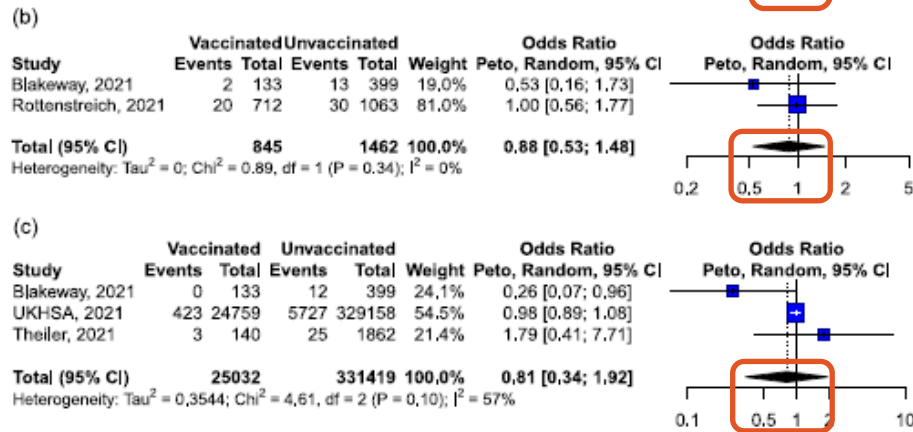 (b)
Vaccinated Unvaccinated Odds Ratio Odds Ratio
Study Events Total Events Total Weight Peto, Random, 95% CI Peto, Random, 95% CI
Blakeway, 2021 2 133 13 399 19.0% 0.53 [0.16; 1.73]
Rottenstreich, 2021 20 712 30 1063 81.0% 1.00 [0.56; 1.77]
Total (95% CI) 845 1462 100.0% 0.88 [0.53; 1.48]
Heterogeneity: Tau² = 0; Chi² = 0.89, df = 1 (P = 0.34); I² = 0%
0.2 0.5 1 2 5
(c)
Vaccinated Unvaccinated Odds Ratio Odds Ratio
Study Events Total Events Total Weight Peto, Random, 95% CI Peto, Random, 95% CI
Blakeway, 2021 0 133 12 399 24.1% 0.26 [0.07; 0.96]
UKHSA, 2021 423 24759 5727 329158 54.5% 0.98 [0.89; 1.08]
Theiler, 2021 3 140 25 1862 21.4% 1.79 [0.41; 7.71]
Total (95% CI) 25032 331419 100.0% 0.81 [0.34; 1.92]
Heterogeneity: Tau² = 0.3544; Chi² = 4.61, df = 2 (P = 0.10); I² = 57%
0.1 0.5 1 2 10